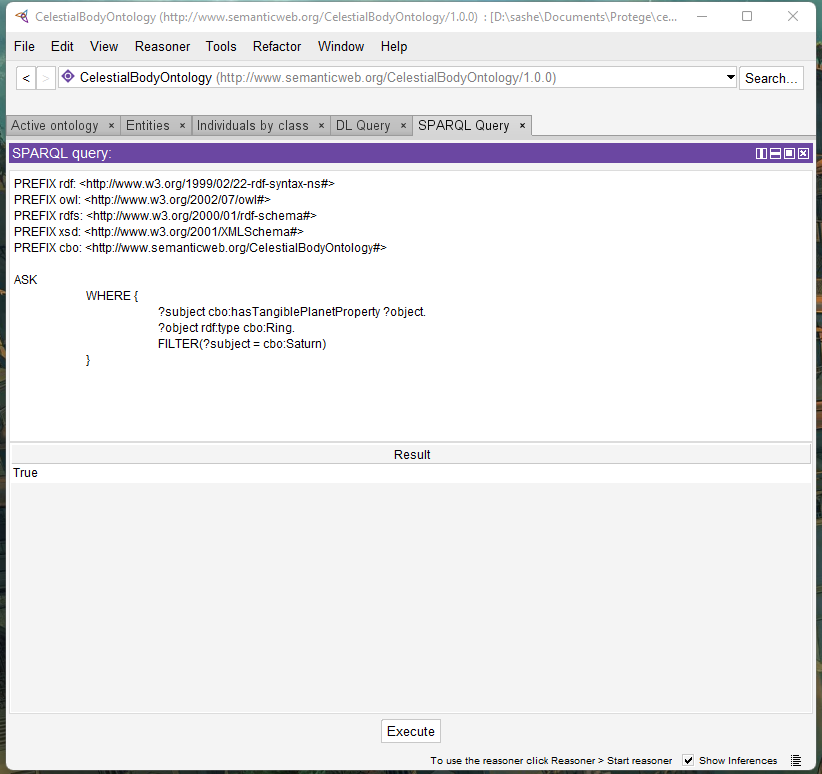 CelestialBodyOntology (http://www.semanticweb.org/CelestialBodyOntology/1.0.0) : [D:\sashe\Documents\Protege\ce...
File Edit View Reasoner Tools Refactor Window Help
< > CelestialBodyOntology (http://www.semanticweb.org/CelestialBodyOntology/1.0.0) Search...
Active ontology × Entities × Individuals by class × DL Query × SPARQL Query ×
SPARQL query:
PREFIX rdf: <http://www.w3.org/1999/02/22-rdf-syntax-ns#>
PREFIX owl: <http://www.w3.org/2002/07/owl#>
PREFIX rdfs: <http://www.w3.org/2000/01/rdf-schema#>
PREFIX xsd: <http://www.w3.org/2001/XMLSchema#>
PREFIX cbo: <http://www.semanticweb.org/CelestialBodyOntology#>
ASK
WHERE {
?subject cbo:hasTangiblePlanetProperty ?object.
?object rdf:type cbo:Ring.
FILTER(?subject = cbo:Saturn)
}
Result
True
Execute
To use the reasoner click Reasoner > Start reasoner Show Inferences